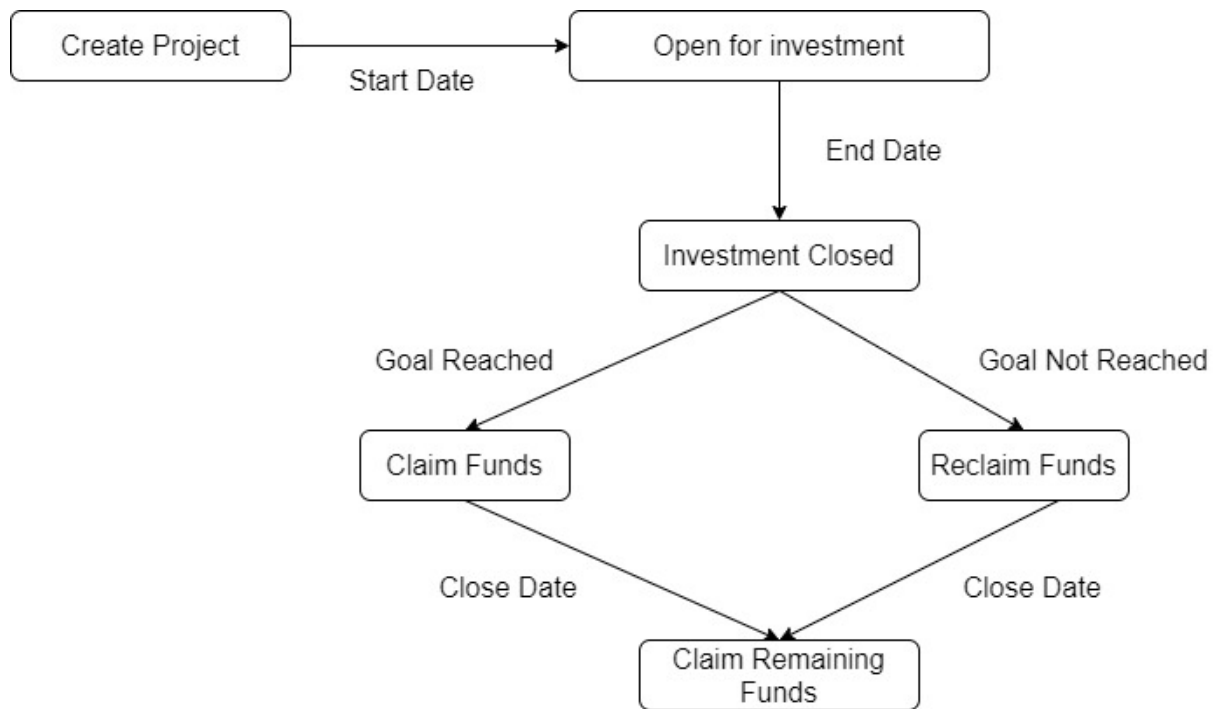 Create Project
Open for investment
Start Date
End Date
Investment Closed
Goal Reached
Goal Not Reached
Claim Funds
Reclaim Funds
Close Date
Close Date
Claim Remaining
Funds